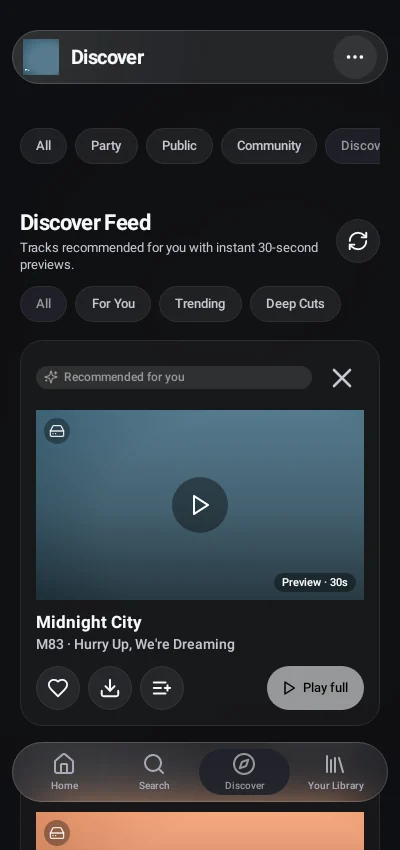 Discover
All
Party
Public
Community
Discov
Discover Feed
Tracks recommended for you with instant 30-second
previews.
All
For You
Trending
Deep Cuts
Recommended for you
Preview · 30s
Midnight City
M83 · Hurry Up, We're Dreaming
Play full
Home
Search
Discover
Your Library